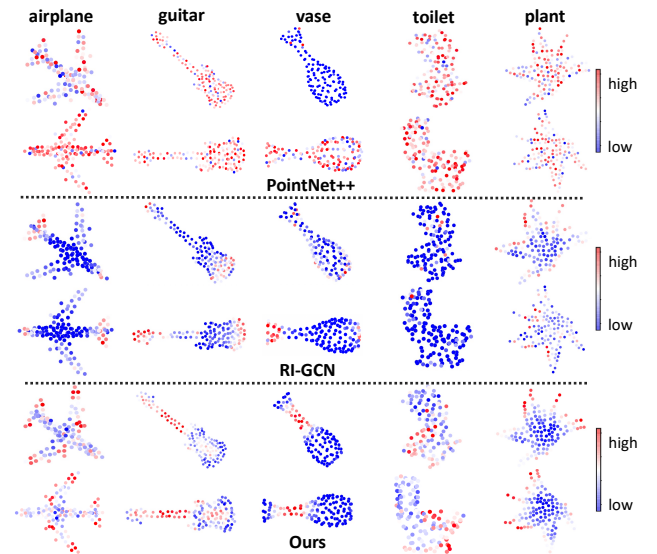 airplane guitar vase toilet plant
high
low
PointNet++
high
low
RI-GCN
high
low
Ours